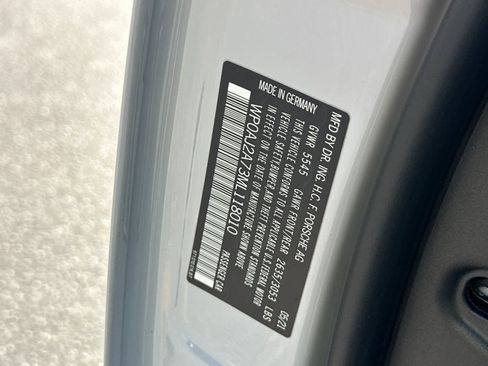 MFD BY DR. ING. H.C. F. PORSCHE AG 05/21
GVWR 5545 GAWR FRONT/REAR 2635/3053 LBS
THIS VEHICLE CONFORMS TO ALL APPLICABLE U.S. FEDERAL MOTOR
VEHICLE SAFETY, BUMPER, AND THEFT PREVENTION STANDARDS
IN EFFECT ON THE DATE OF MANUFACTURE SHOWN ABOVE
WP0AJ2A73ML118010 PASSENGER CAR
MADE IN GERMANY